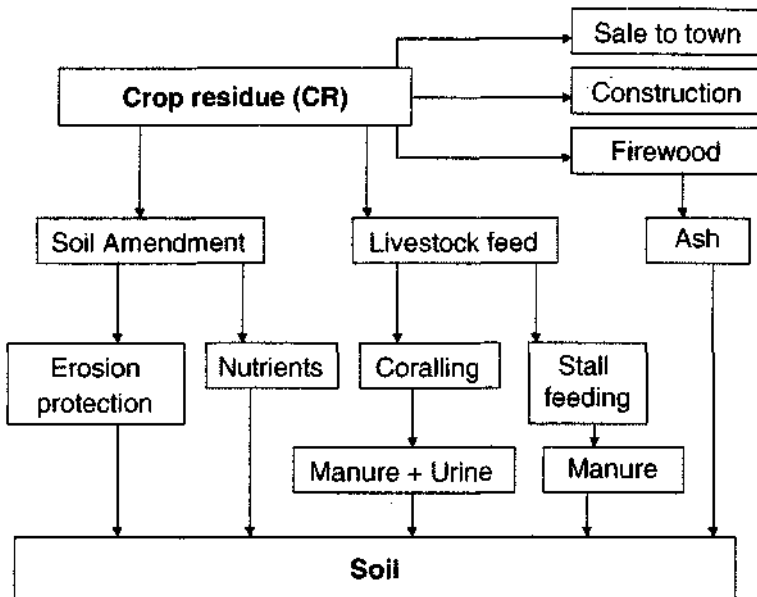 Sale to town
Crop residue (CR)
Construction
Firewood
Soil Amendment
Livestock feed
Ash
Erosion
protection
Nutrients
Coralling
Stall
feeding
Manure + Urine
Manure
Soil